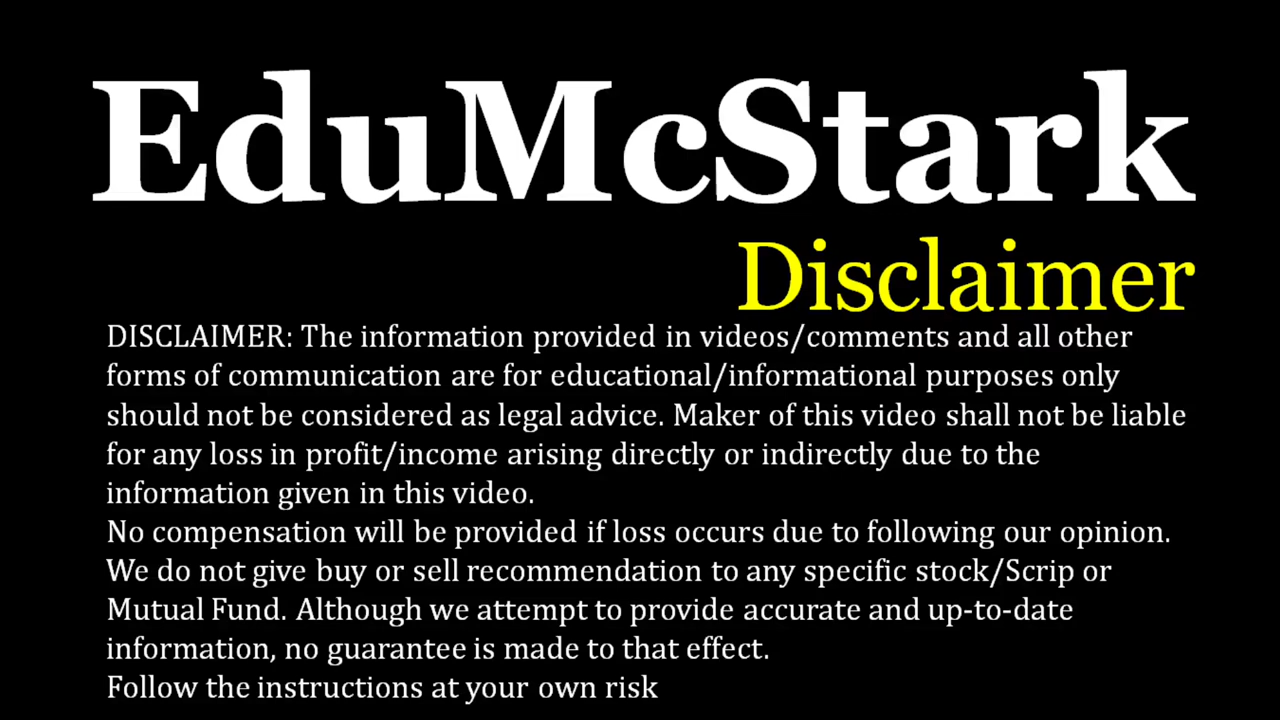 EduMcStark
Disclaimer
DISCLAIMER: The information provided in videos/comments and all other
forms of communication are for educational/informational purposes only
should not be considered as legal advice. Maker of this video shall not be liable
for any loss in profit/income arising directly or indirectly due to the
information given in this video.
No compensation will be provided if loss occurs due to following our opinion.
We do not give buy or sell recommendation to any specific stock/Scrip or
Mutual Fund. Although we attempt to provide accurate and up-to-date
information, no guarantee is made to that effect.
Follow the instructions at your own risk